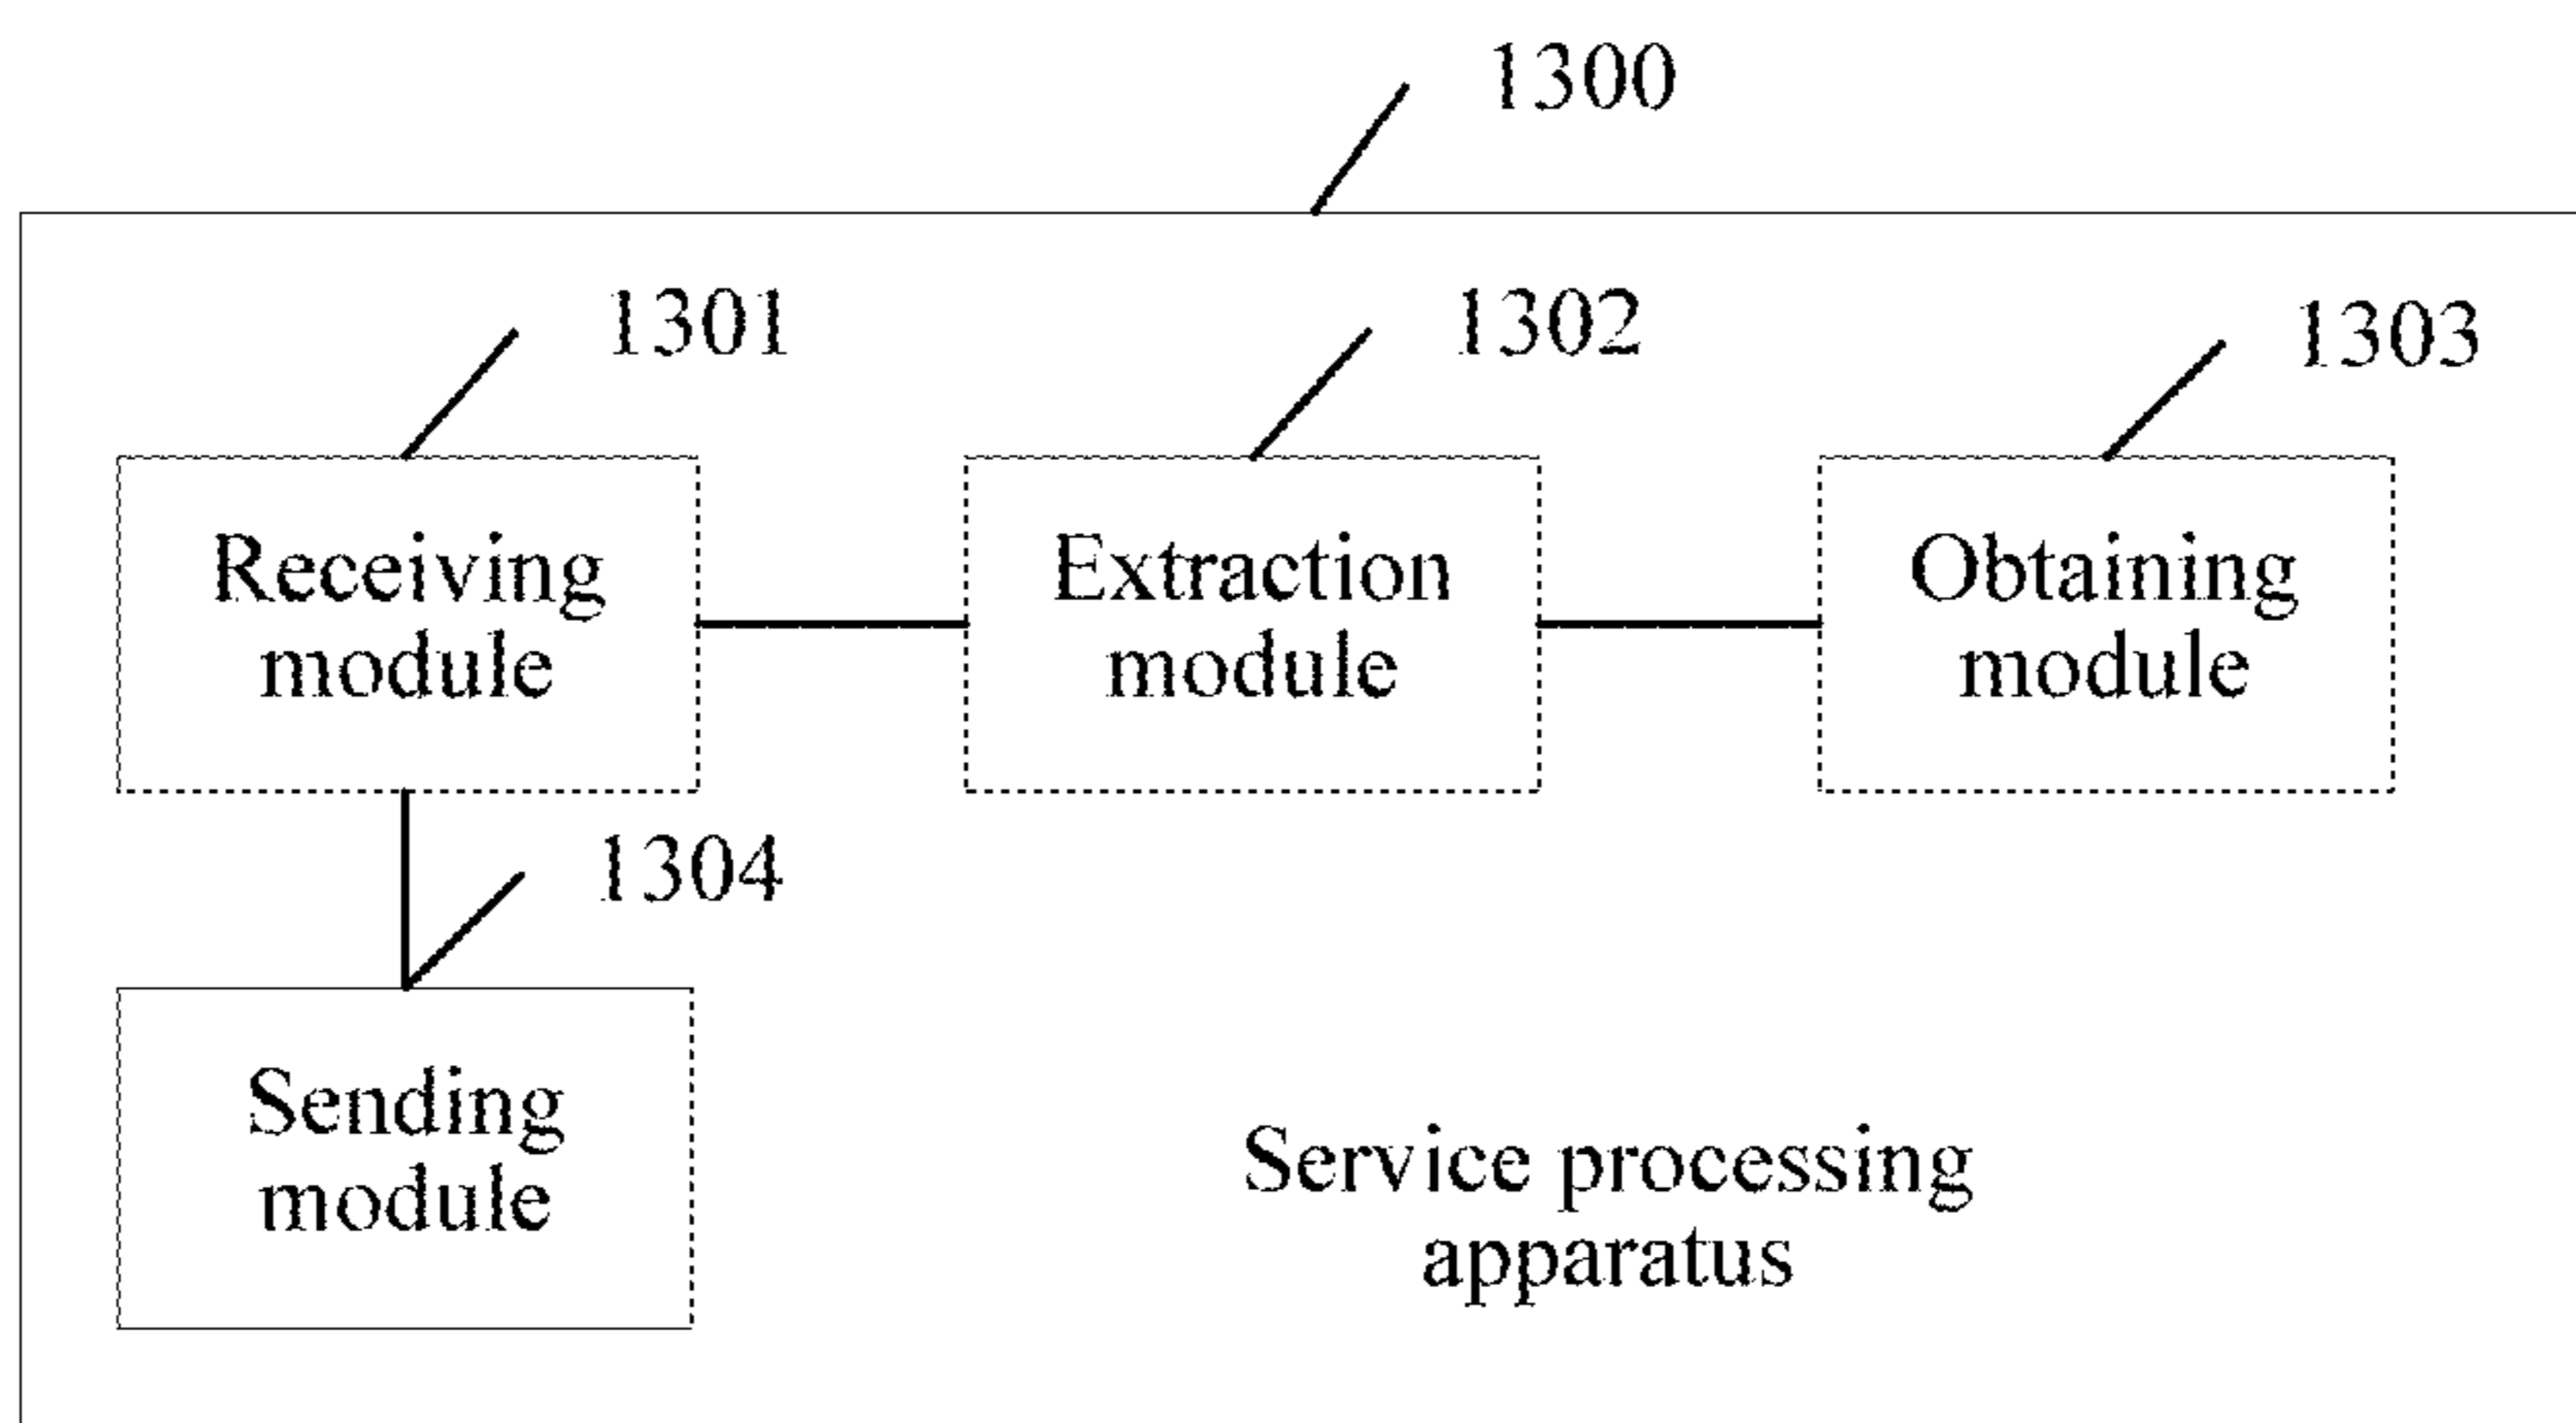 1300
1301
1302
1303
Receiving
module
Extraction
module
Obtaining
module
1304
Sending
module
Service processing
apparatus